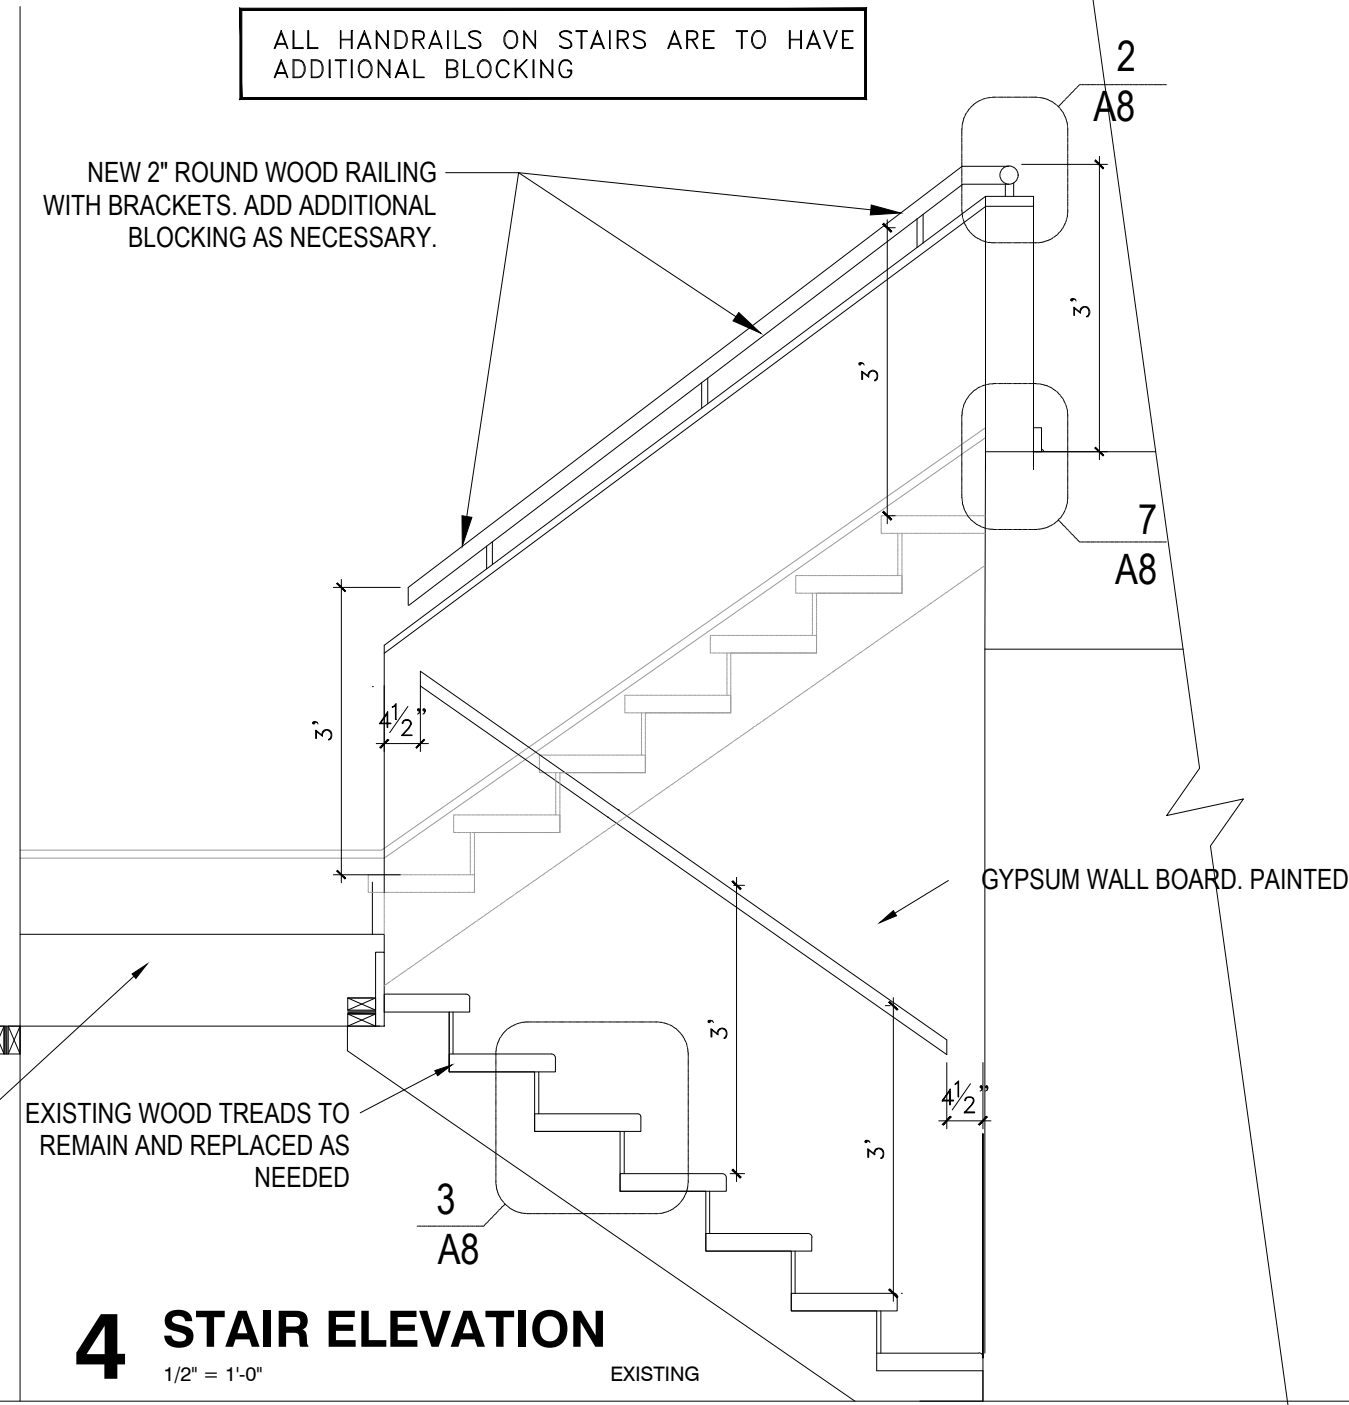 ALL HANDRAILS ON STAIRS ARE TO HAVE
ADDITIONAL BLOCKING
2
A8
NEW 2" ROUND WOOD RAILING
WITH BRACKETS. ADD ADDITIONAL
BLOCKING AS NECESSARY.
3'
3'
7
A8
3'
4½"
GYPSUM WALL BOARD. PAINTED
3'
4½"
3'
EXISTING WOOD TREADS TO
REMAIN AND REPLACED AS
NEEDED
3
A8
4 STAIR ELEVATION
1/2" = 1'-0" EXISTING